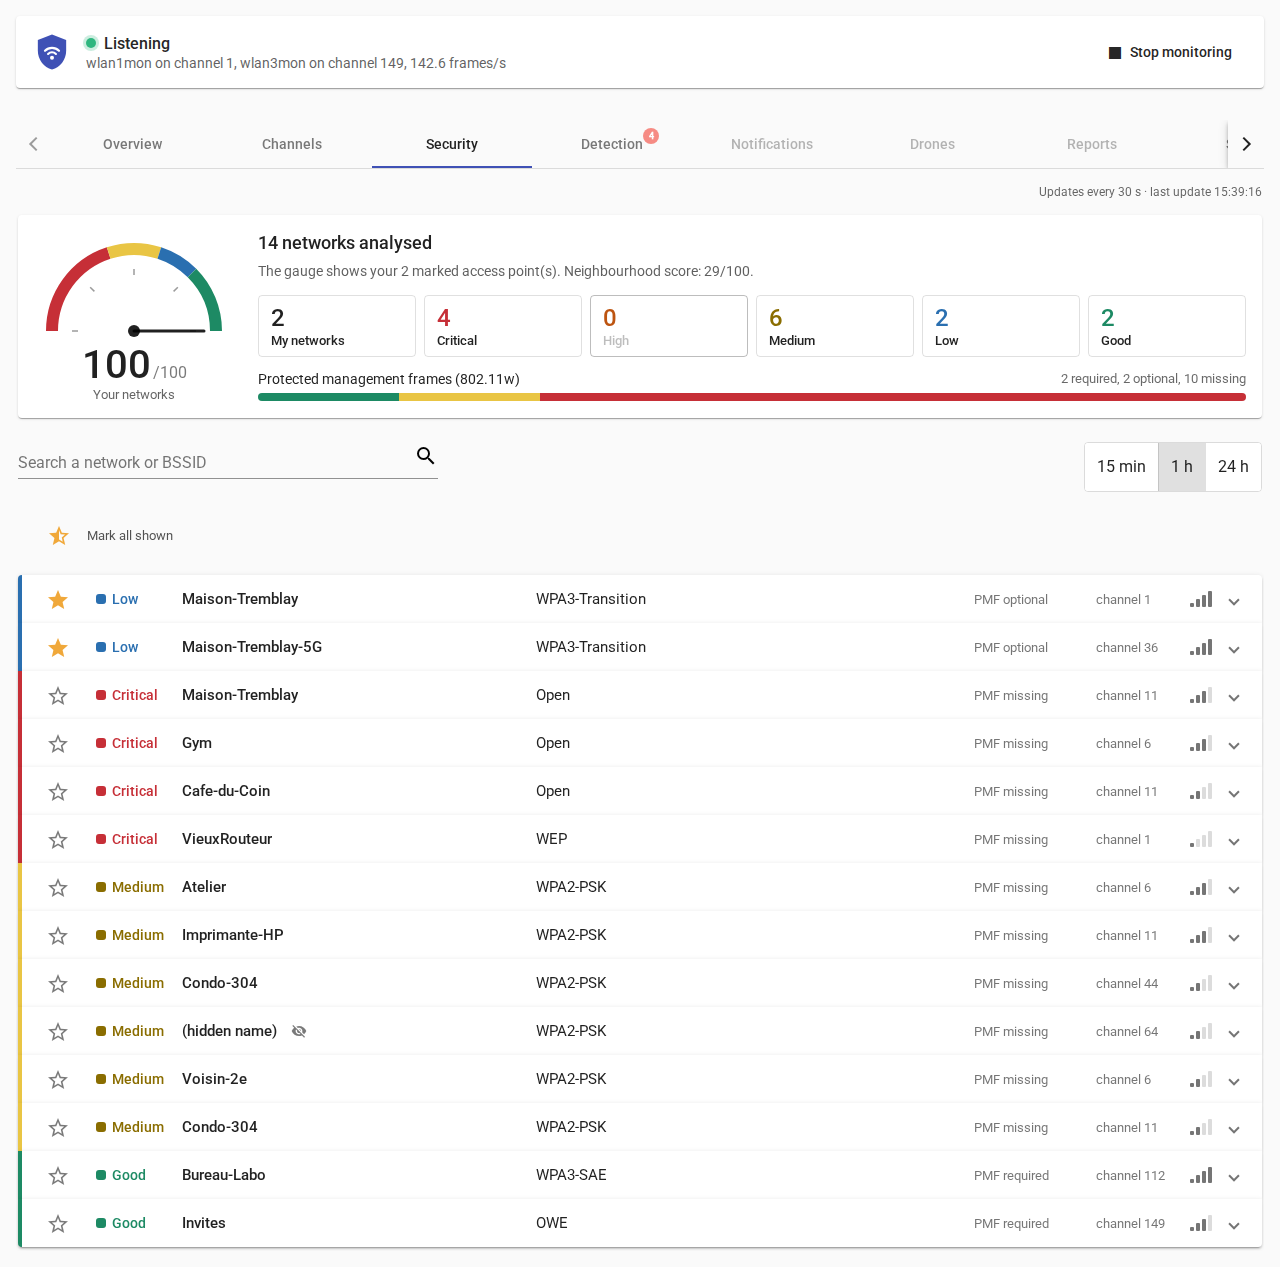 Listening
wlan1mon on channel 1, wlan3mon on channel 149, 142.6 frames/s
Stop monitoring
Overview
Channels
Security
Detection 4
Notifications
Drones
Reports
Updates every 30 s · last update 15:39:16
14 networks analysed
The gauge shows your 2 marked access point(s). Neighbourhood score: 29/100.
2 4 0 6 2 2
My networks Critical High Medium Low Good
100 /100
Your networks
Protected management frames (802.11w) 2 required, 2 optional, 10 missing
Search a network or BSSID
15 min 1 h 24 h
Mark all shown
Low Maison-Tremblay WPA3-Transition PMF optional channel 1
Low Maison-Tremblay-5G WPA3-Transition PMF optional channel 36
Critical Maison-Tremblay Open PMF missing channel 11
Critical Gym Open PMF missing channel 6
Critical Cafe-du-Coin Open PMF missing channel 11
Critical VieuxRouteur WEP PMF missing channel 1
Medium Atelier WPA2-PSK PMF missing channel 6
Medium Imprimante-HP WPA2-PSK PMF missing channel 11
Medium Condo-304 WPA2-PSK PMF missing channel 44
Medium (hidden name) WPA2-PSK PMF missing channel 64
Medium Voisin-2e WPA2-PSK PMF missing channel 6
Medium Condo-304 WPA2-PSK PMF missing channel 11
Good Bureau-Labo WPA3-SAE PMF required channel 112
Good Invites OWE PMF required channel 149